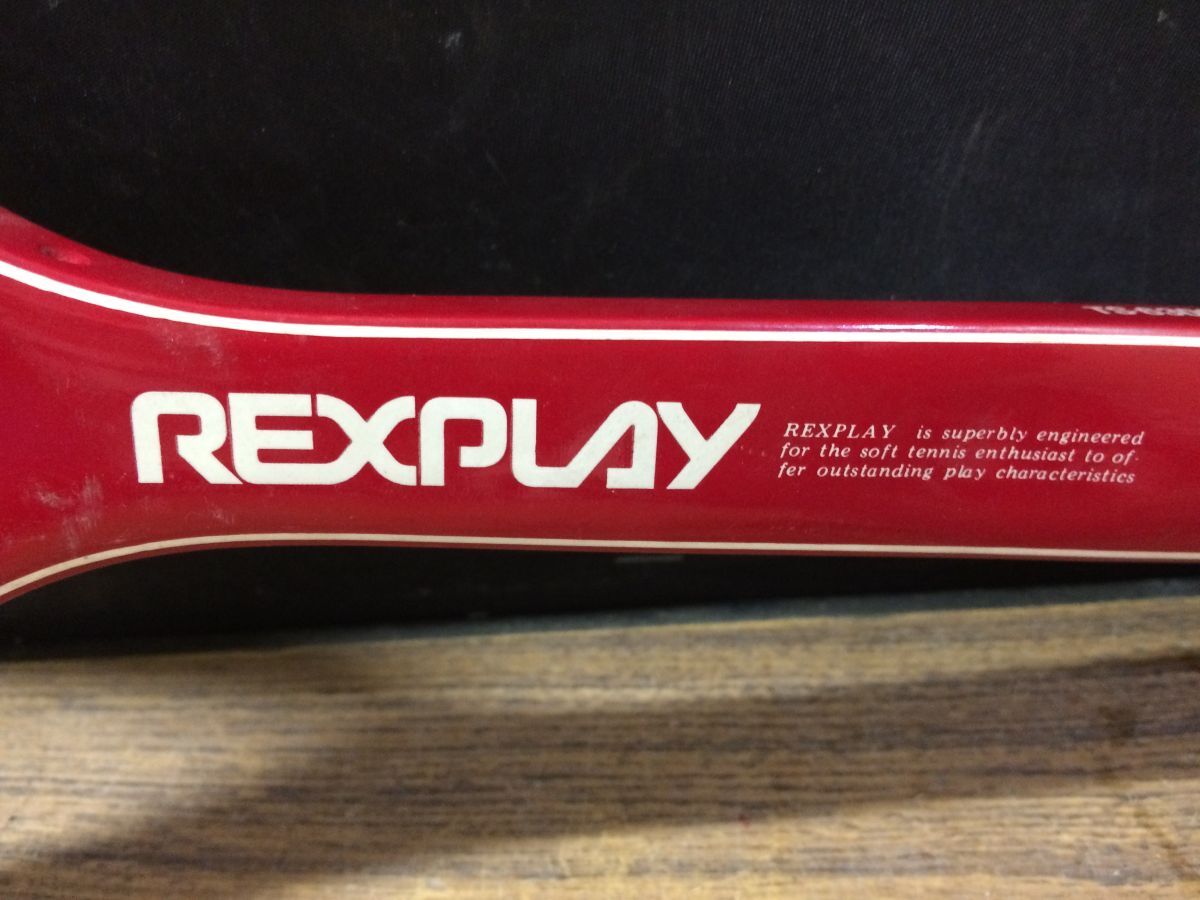 REXPLAY
REXPLAY is superbly engineered
for the soft tennis enthusiast to of-
fer outstanding play characteristics